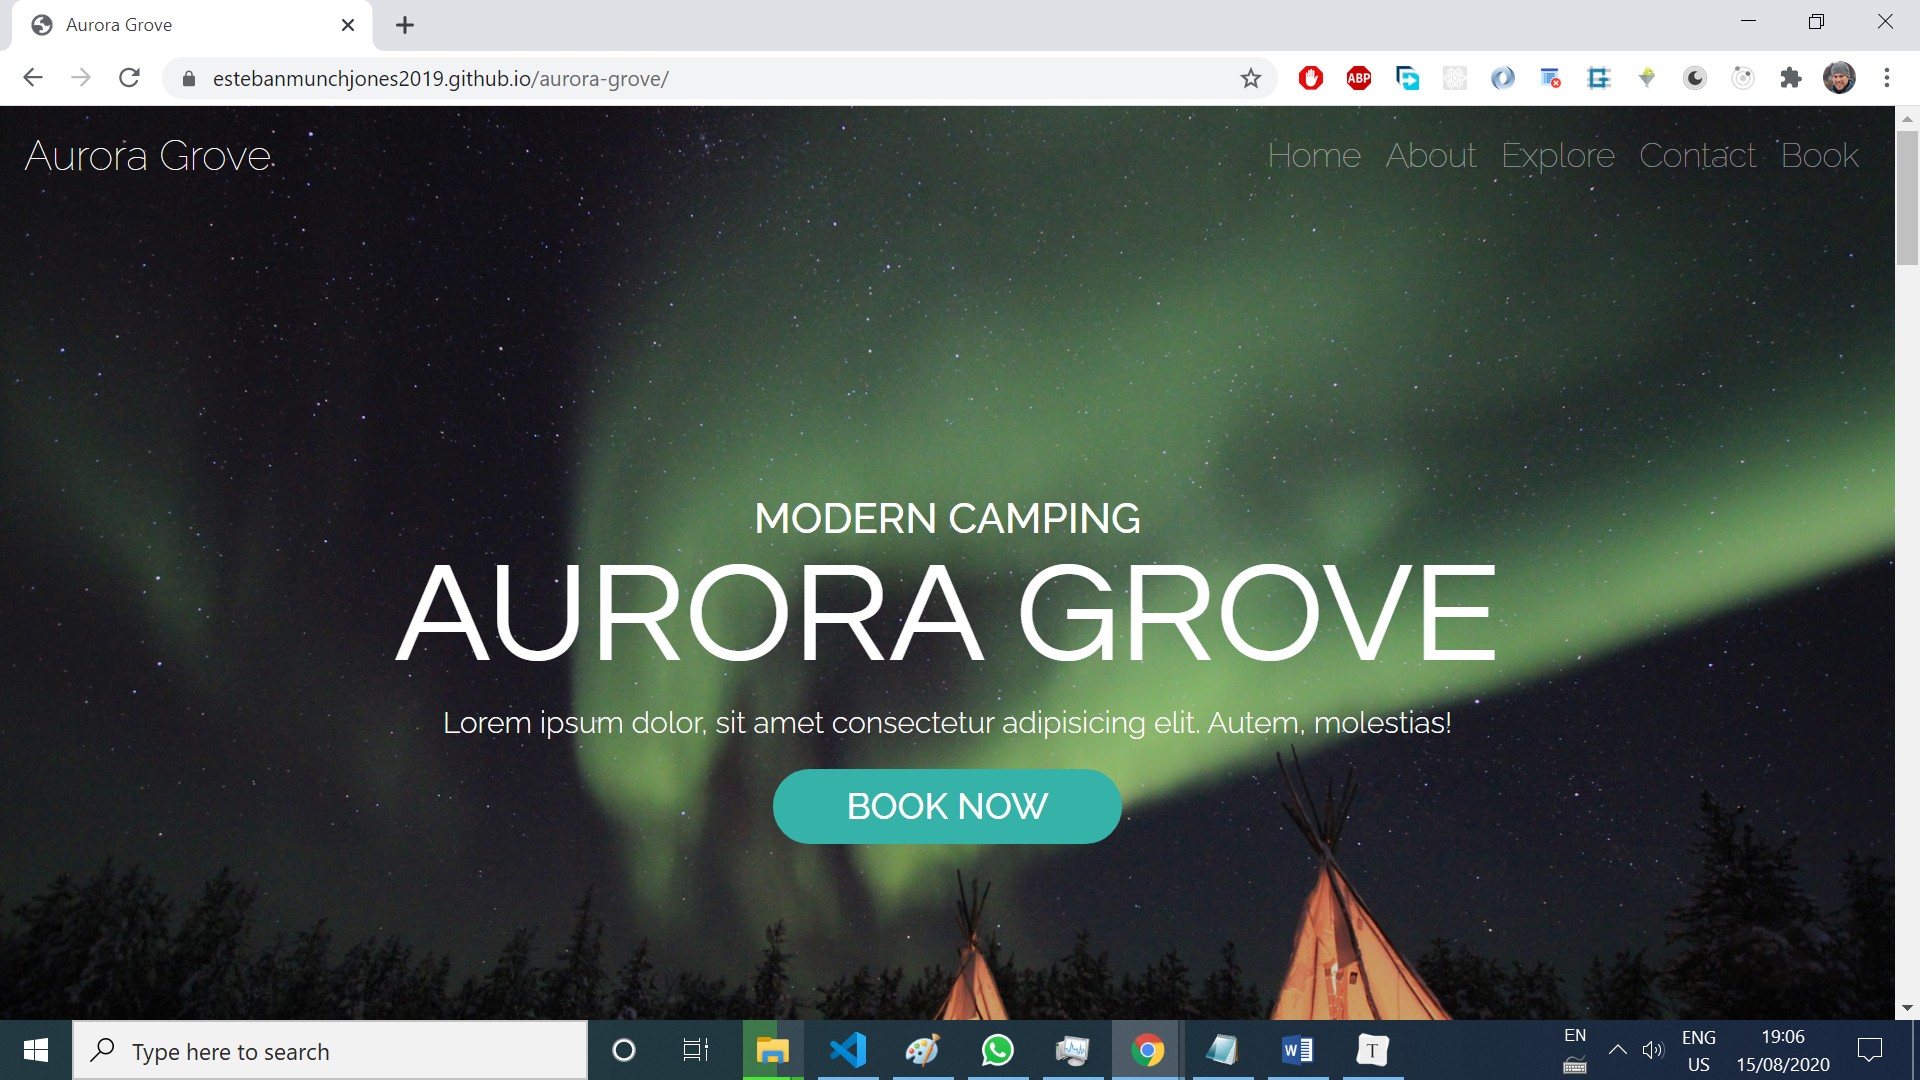 Aurora Grove
estebanmunchjones2019.github.io/aurora-grove/
ABP
Aurora Grove
Home About Explore Contact Book
MODERN CAMPING
AURORA GROVE
Lorem ipsum dolor, sit amet consectetur adipisicing elit. Autem, molestias!
BOOK NOW
Type here to search
W
T
EN
ENG
US
19:06
15/08/2020